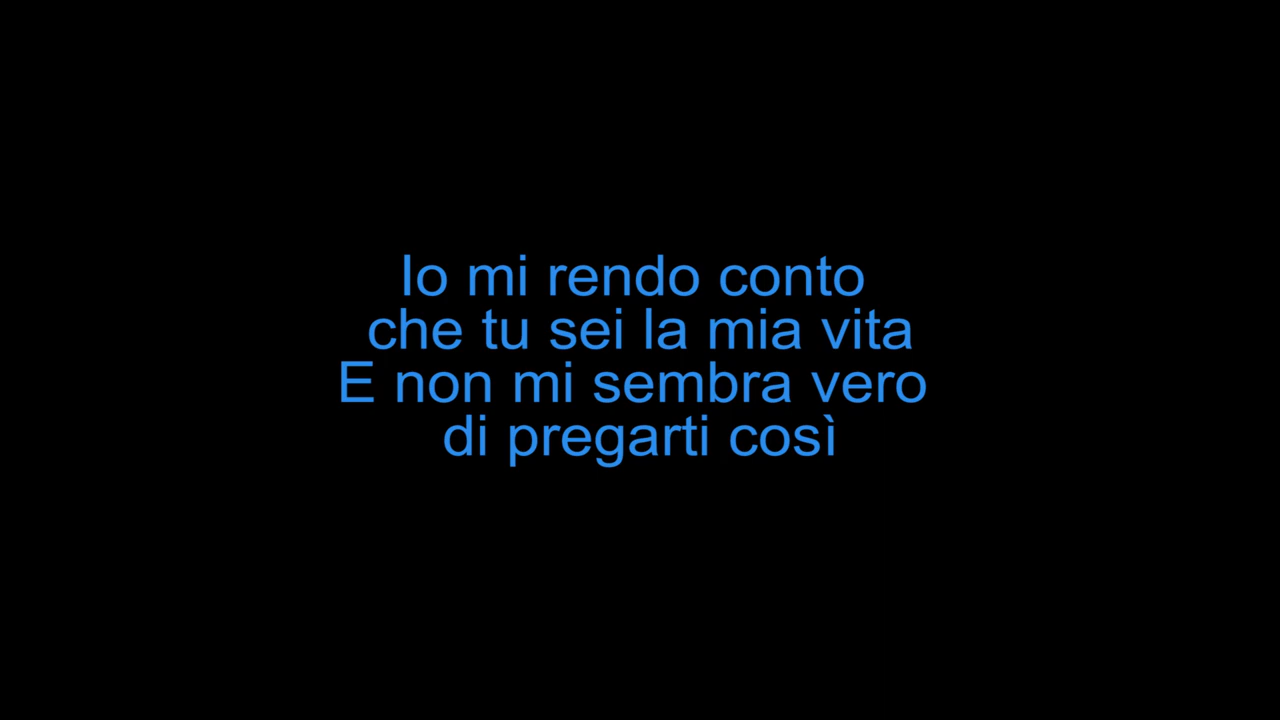 Io mi rendo conto
che tu sei la mia vita
E non mi sembra vero
di pregarti così